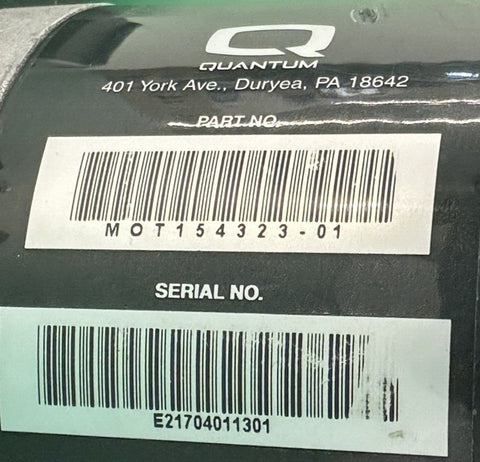 QUANTUM
401 York Ave., Duryea, PA 18642
PART NO.
MOT154323-01
SERIAL NO.
E21704011301